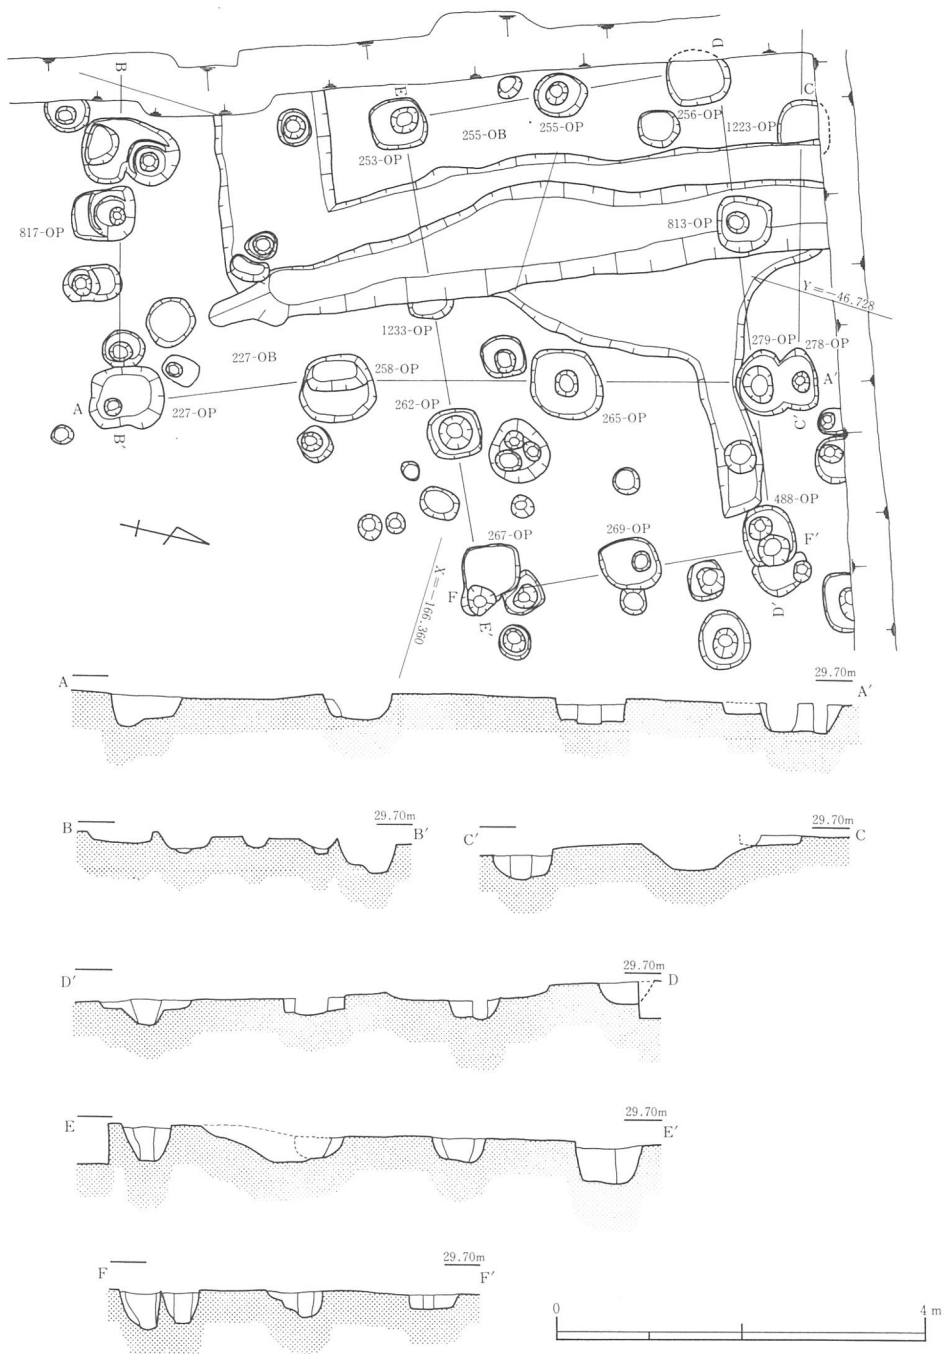 D
C
B
E
253-OP
255-OB
255-OP
256-OP
1223-OP
817-OP
813-OP
Y=-46.728
1233-OP
227-OB
258-OP
279-OP
278-OP
A
B'
227-OP
262-OP
265-OP
A'
C'
488-OP
267-OP
269-OP
F'
F
E'
D'
X=-166.360
A
29.70m
A'
B
29.70m
B'
C'
29.70m
C
D'
29.70m
D
E
29.70m
E'
F
29.70m
F'
0
4 m